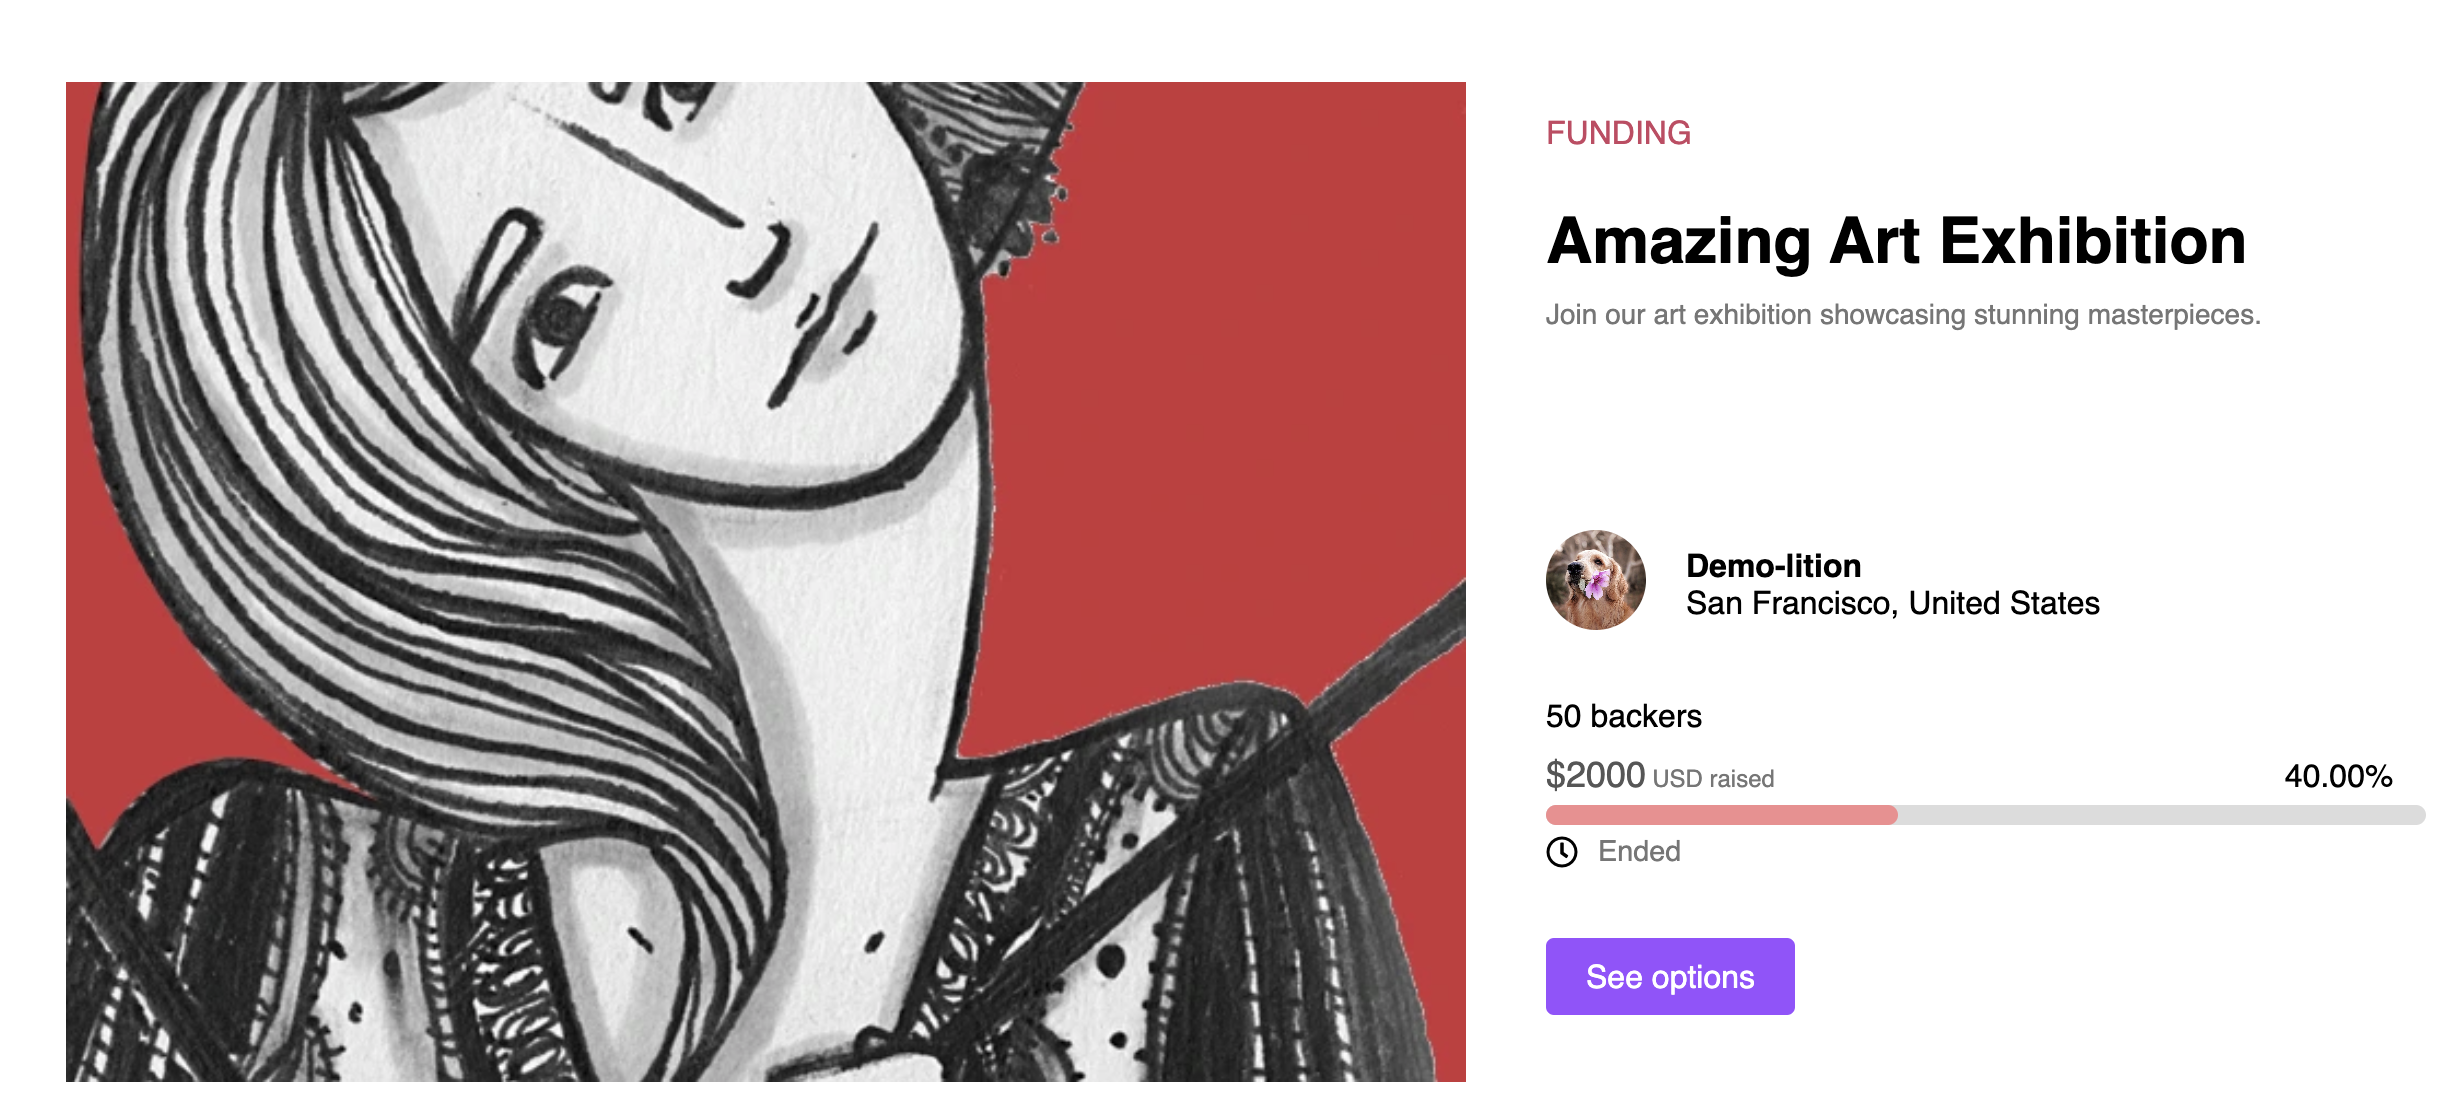 FUNDING
Amazing Art Exhibition
Join our art exhibition showcasing stunning masterpieces.
Demo-lition
San Francisco, United States
50 backers
$2000 USD raised 40.00%
Ended
See options